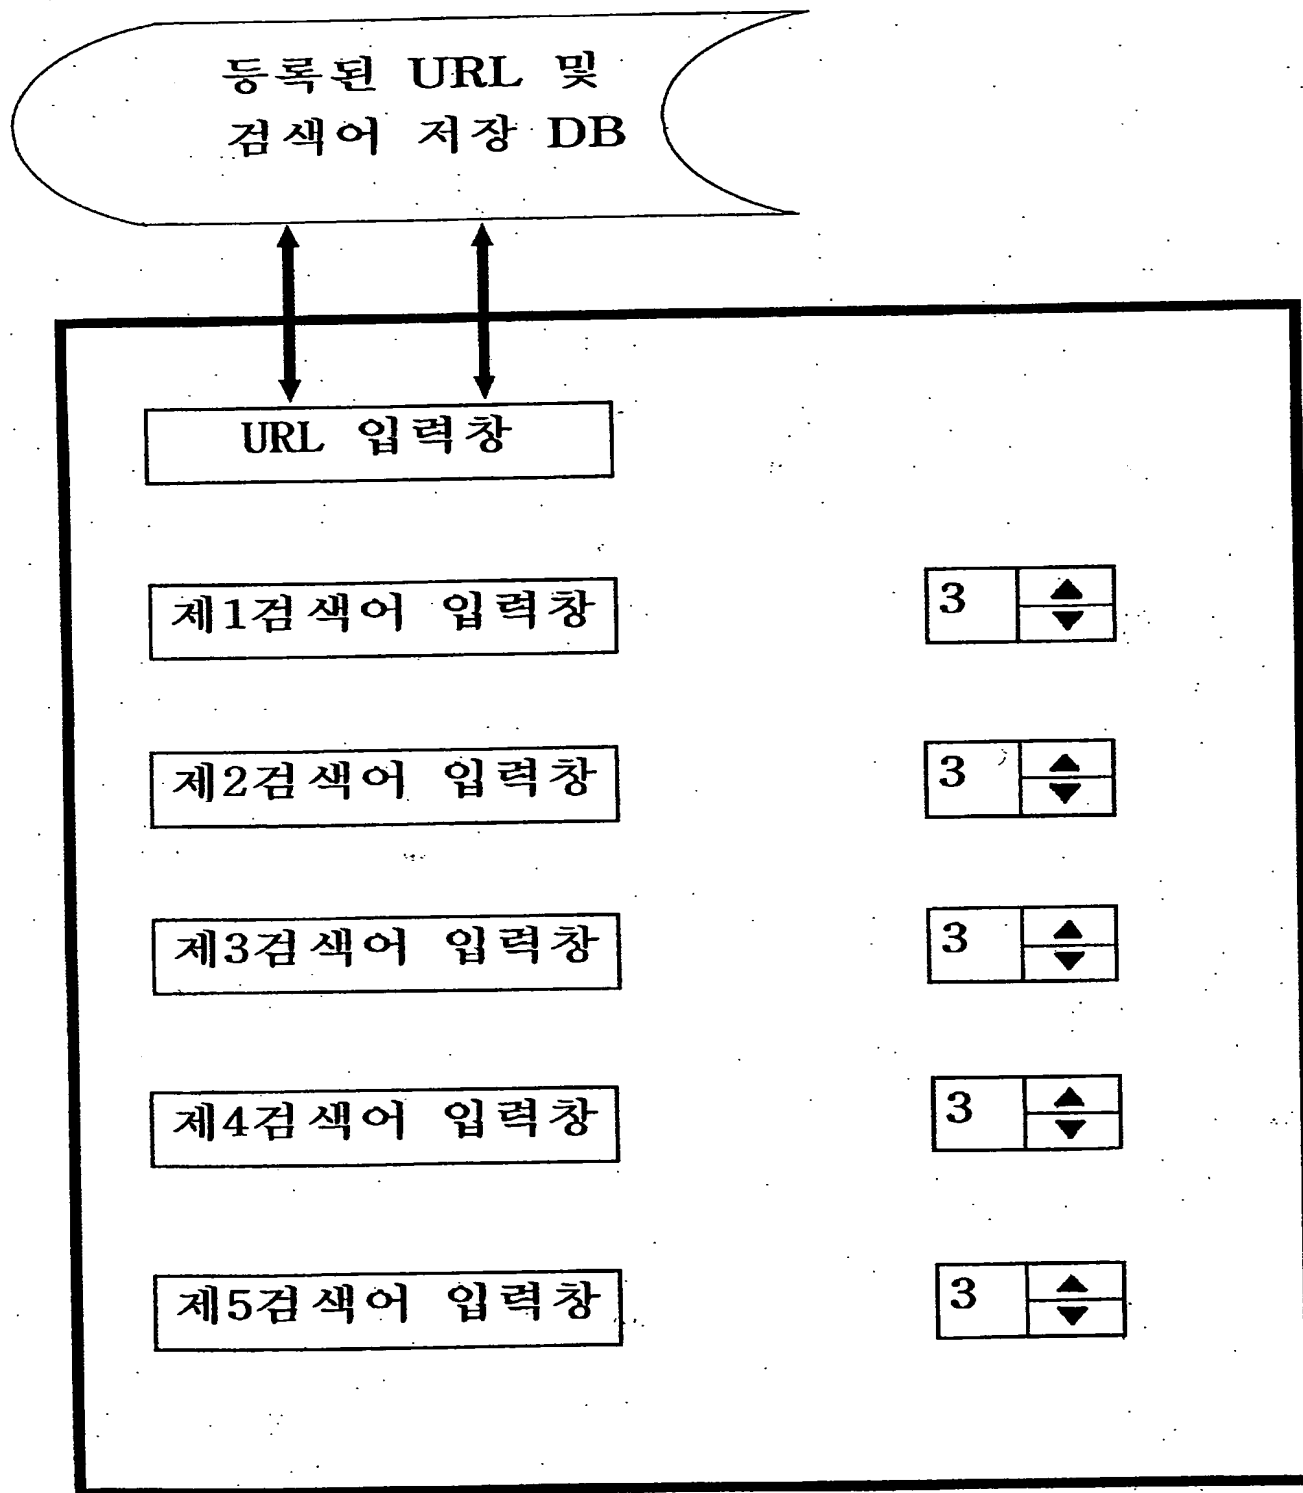 등록된 URL 및
검색어 저장 DB
URL 입력창
제1검색어 입력창 3
제2검색어 입력창 3
제3검색어 입력창 3
제4검색어 입력창 3
제5검색어 입력창 3